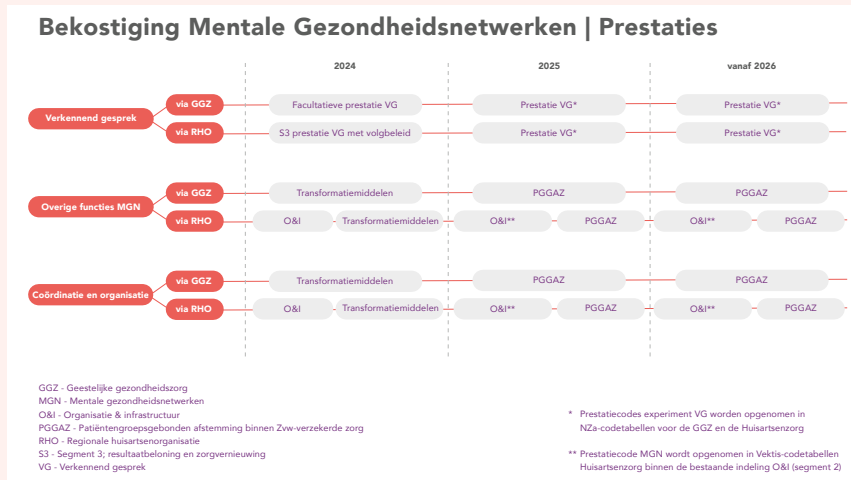 Bekostiging Mentale Gezondheidsnetwerken | Prestaties
2024 2025 vanaf 2026
Verkennend gesprek
via GGZ Facultatieve prestatie VG Prestatie VG* Prestatie VG*
via RHO S3 prestatie VG met volgbeleid Prestatie VG* Prestatie VG*
Overige functies MGN
via GGZ Transformatiemiddelen PGGAZ PGGAZ
via RHO O&I Transformatiemiddelen O&I** PGGAZ O&I** PGGAZ
Coördinatie en organisatie
via GGZ Transformatiemiddelen PGGAZ PGGAZ
via RHO O&I Transformatiemiddelen O&I** PGGAZ O&I** PGGAZ
GGZ - Geestelijke gezondheidszorg
MGN - Mentale gezondheidsnetwerken
O&I - Organisatie & infrastructuur
PGGAZ - Patiëntengroepsgebonden afstemming binnen Zvw-verzekerde zorg
RHO - Regionale huisartsenorganisatie
S3 - Segment 3; resultaatbeloning en zorgvernieuwing
VG - Verkennend gesprek
* Prestatiecodes experiment VG worden opgenomen in
NZa-codetabellen voor de GGZ en de Huisartsenzorg
** Prestatiecode MGN wordt opgenomen in Vektis-codetabellen
Huisartsenzorg binnen de bestaande indeling O&I (segment 2)